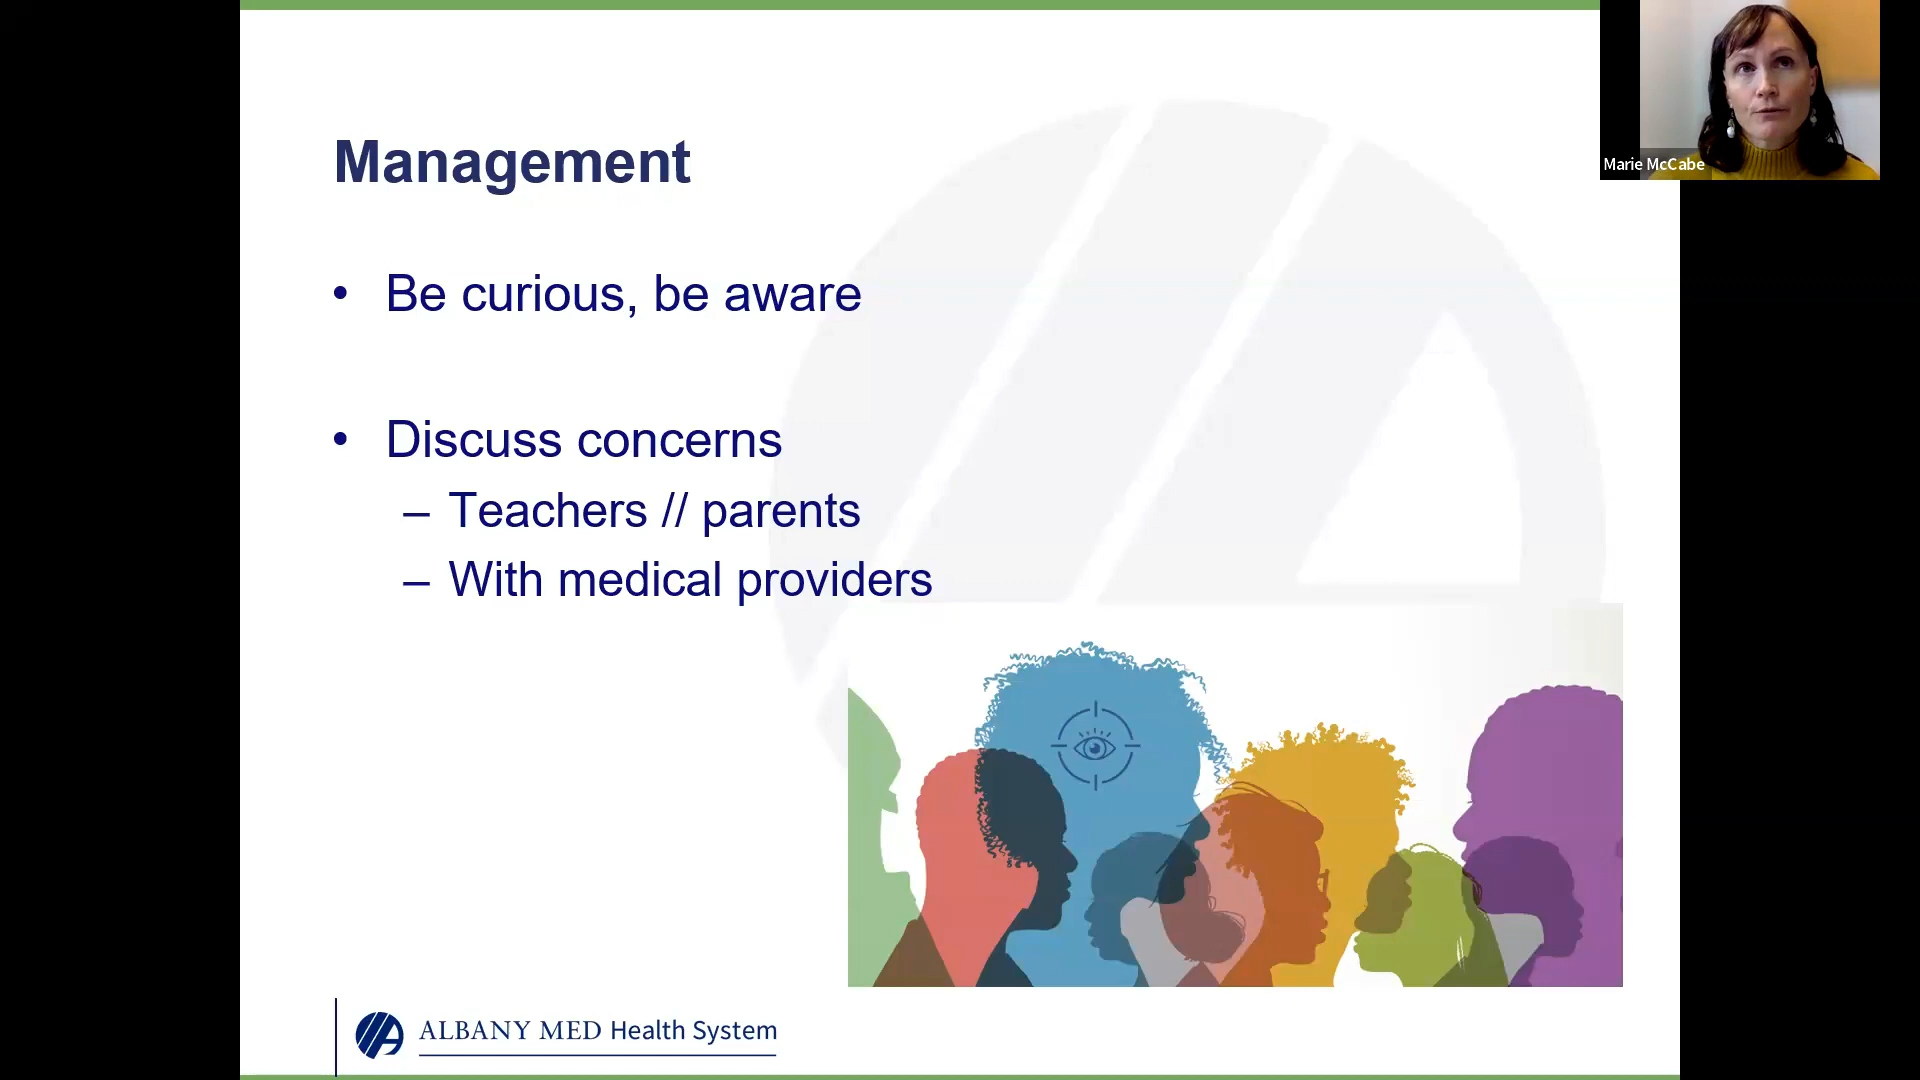 Management
• Be curious, be aware
• Discuss concerns
– Teachers // parents
– With medical providers
ALBANY MED Health System
Marie McCabe